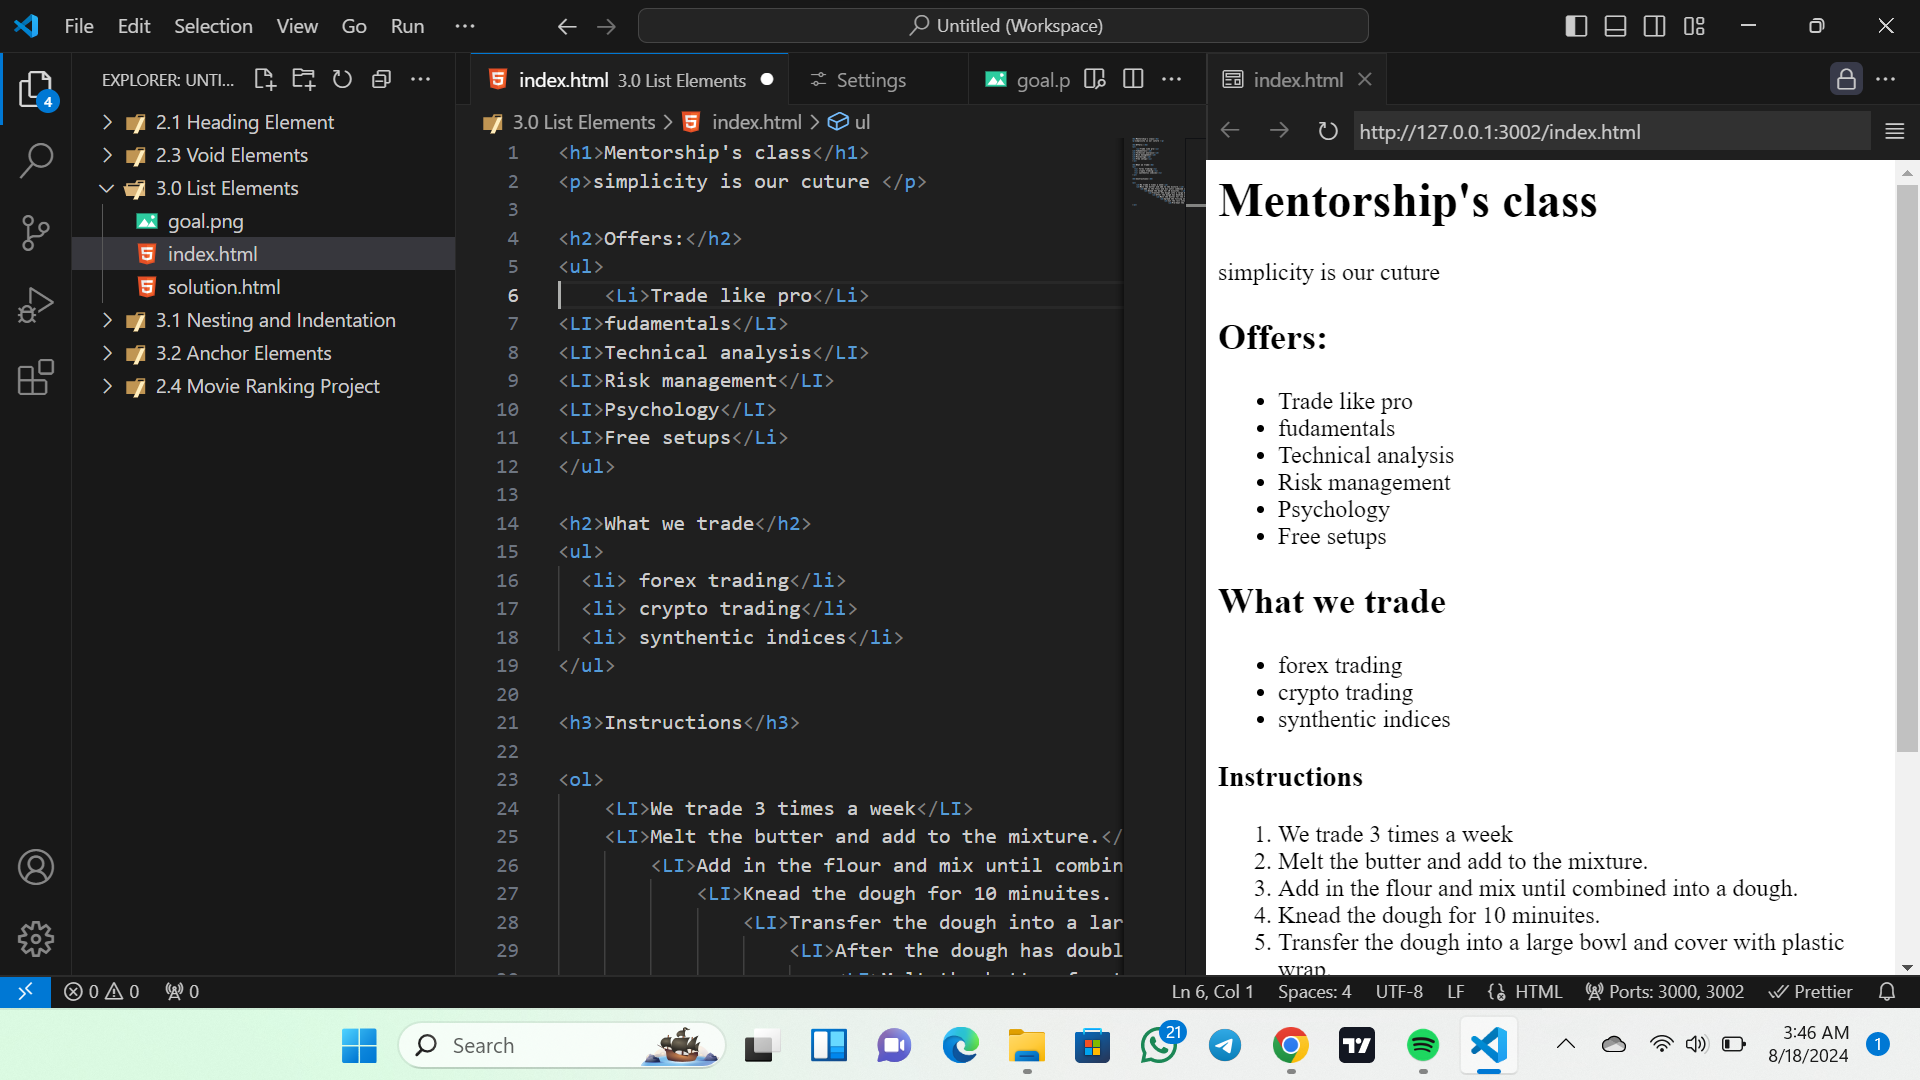 File Edit Selection View Go Run ... Untitled (Workspace)
EXPLORER: UNTI...
4
2.1 Heading Element
2.3 Void Elements
3.0 List Elements
goal.png
index.html
solution.html
3.1 Nesting and Indentation
3.2 Anchor Elements
2.4 Movie Ranking Project
index.html 3.0 List Elements
Settings
goal.p
3.0 List Elements > index.html > ul
1 <h1>Mentorship's class</h1>
2 <p>simplicity is our cuture </p>
3
4 <h2>Offers:</h2>
5 <ul>
6 <Li>Trade like pro</Li>
7 <LI>fudamentals</LI>
8 <LI>Technical analysis</LI>
9 <LI>Risk management</LI>
10 <LI>Psychology</LI>
11 <LI>Free setups</Li>
12 </ul>
13
14 <h2>What we trade</h2>
15 <ul>
16 <li> forex trading</li>
17 <li> crypto trading</li>
18 <li> synthentic indices</li>
19 </ul>
20
21 <h3>Instructions</h3>
22
23 <ol>
24 <LI>We trade 3 times a week</LI>
25 <LI>Melt the butter and add to the mixture.</
26 <LI>Add in the flour and mix until combin
27 <LI>Knead the dough for 10 minuites.
28 <LI>Transfer the dough into a lar
29 <LI>After the dough has doubl
index.html
http://127.0.0.1:3002/index.html
Mentorship's class
simplicity is our cuture
Offers:
• Trade like pro
• fudamentals
• Technical analysis
• Risk management
• Psychology
• Free setups
What we trade
• forex trading
• crypto trading
• synthentic indices
Instructions
1. We trade 3 times a week
2. Melt the butter and add to the mixture.
3. Add in the flour and mix until combined into a dough.
4. Knead the dough for 10 minuites.
5. Transfer the dough into a large bowl and cover with plastic
wrap.
0 0 0 Ln 6, Col 1 Spaces: 4 UTF-8 LF HTML Ports: 3000, 3002 Prettier
Search
21
3:46 AM
8/18/2024
1